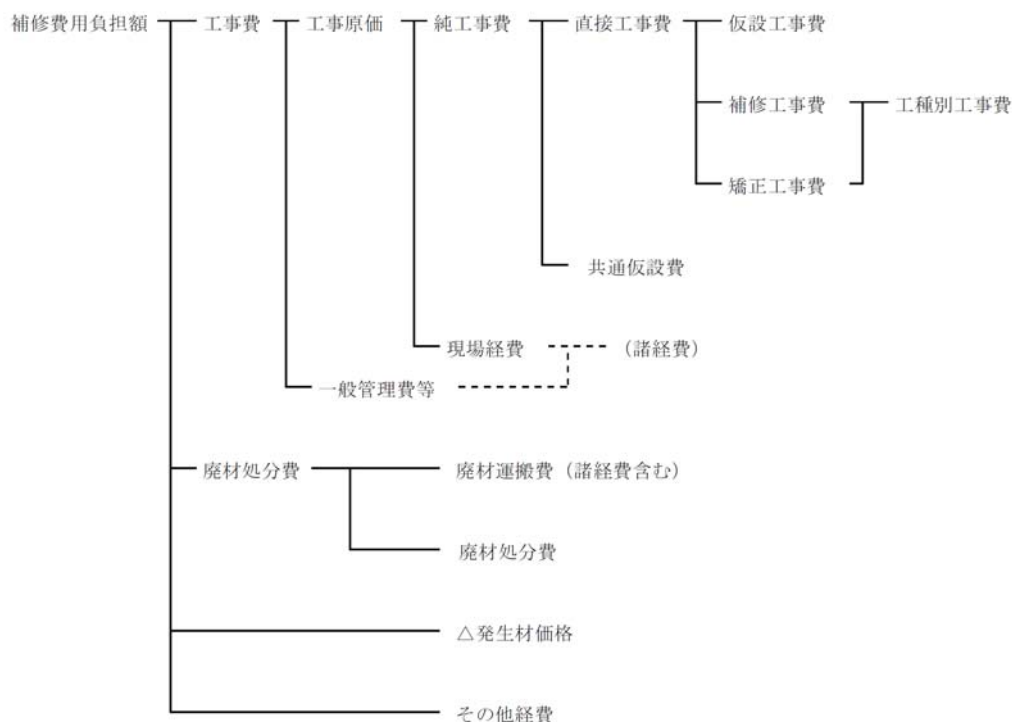 補修費用負担額 工事費 工事原価 純工事費 直接工事費 仮設工事費
補修工事費 工種別工事費
矯正工事費
共通仮設費
現場経費 (諸経費)
一般管理費等
廃材処分費 廃材運搬費（諸経費含む）
廃材処分費
△発生材価格
その他経費